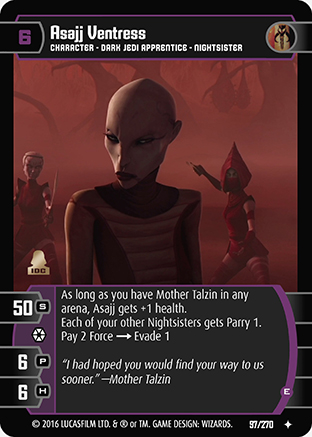 6
Asajj Ventress
CHARACTER - DARK JEDI APPRENTICE - NIGHTSISTER
IDC
50 S
As long as you have Mother Talzin in any
arena, Asajj gets +1 health.
Each of your other Nightsisters gets Parry 1.
Pay 2 Force → Evade 1
6 P
"I had hoped you would find your way to us
sooner." —Mother Talzin
6 H
E
© 2016 LUCASFILM LTD. & ® OR TM. GAME DESIGN: WIZARDS.
97/270